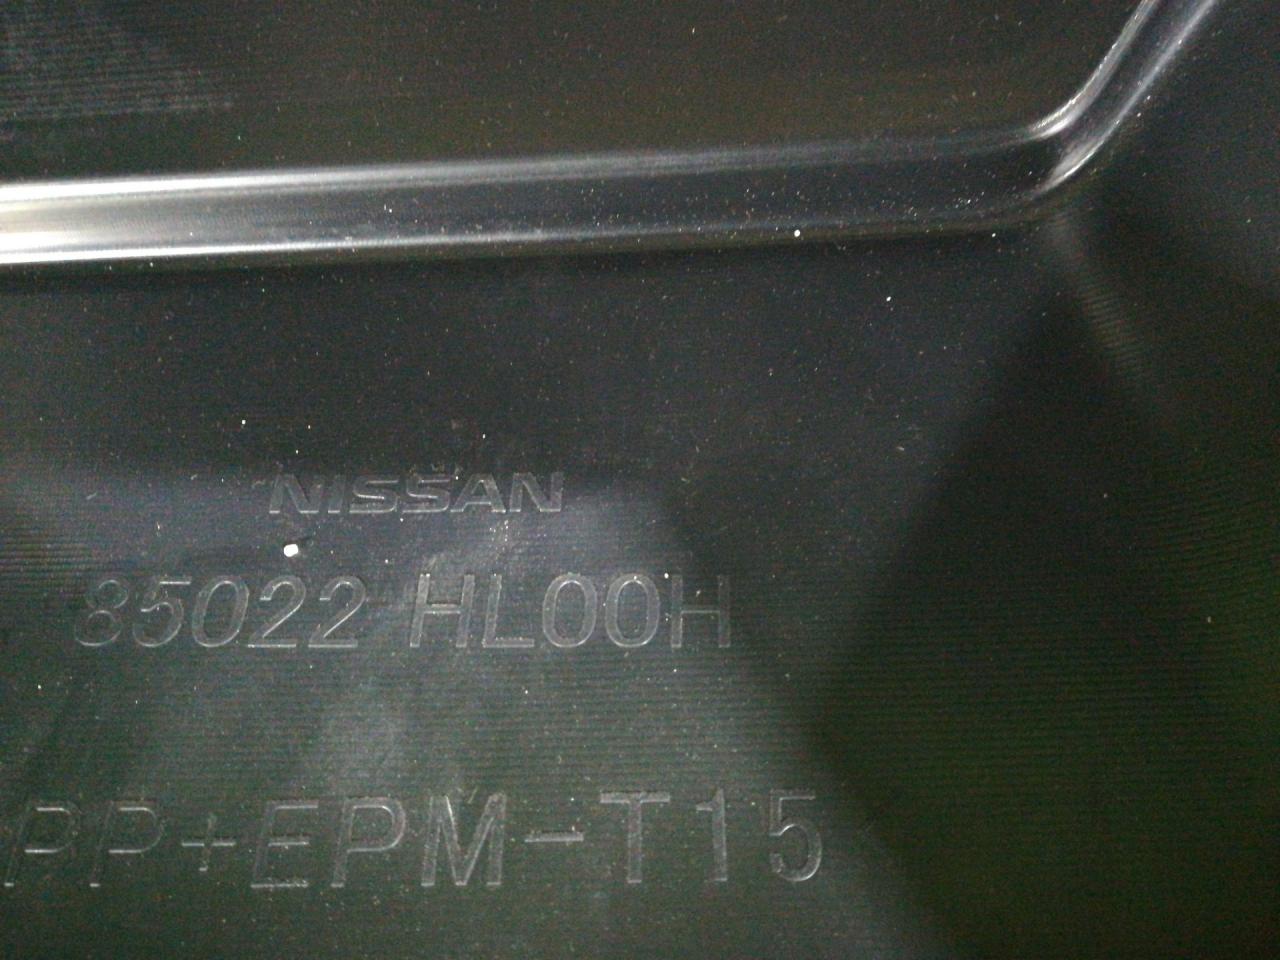 NISSAN
85022 HL00H
PP+EPM-T15